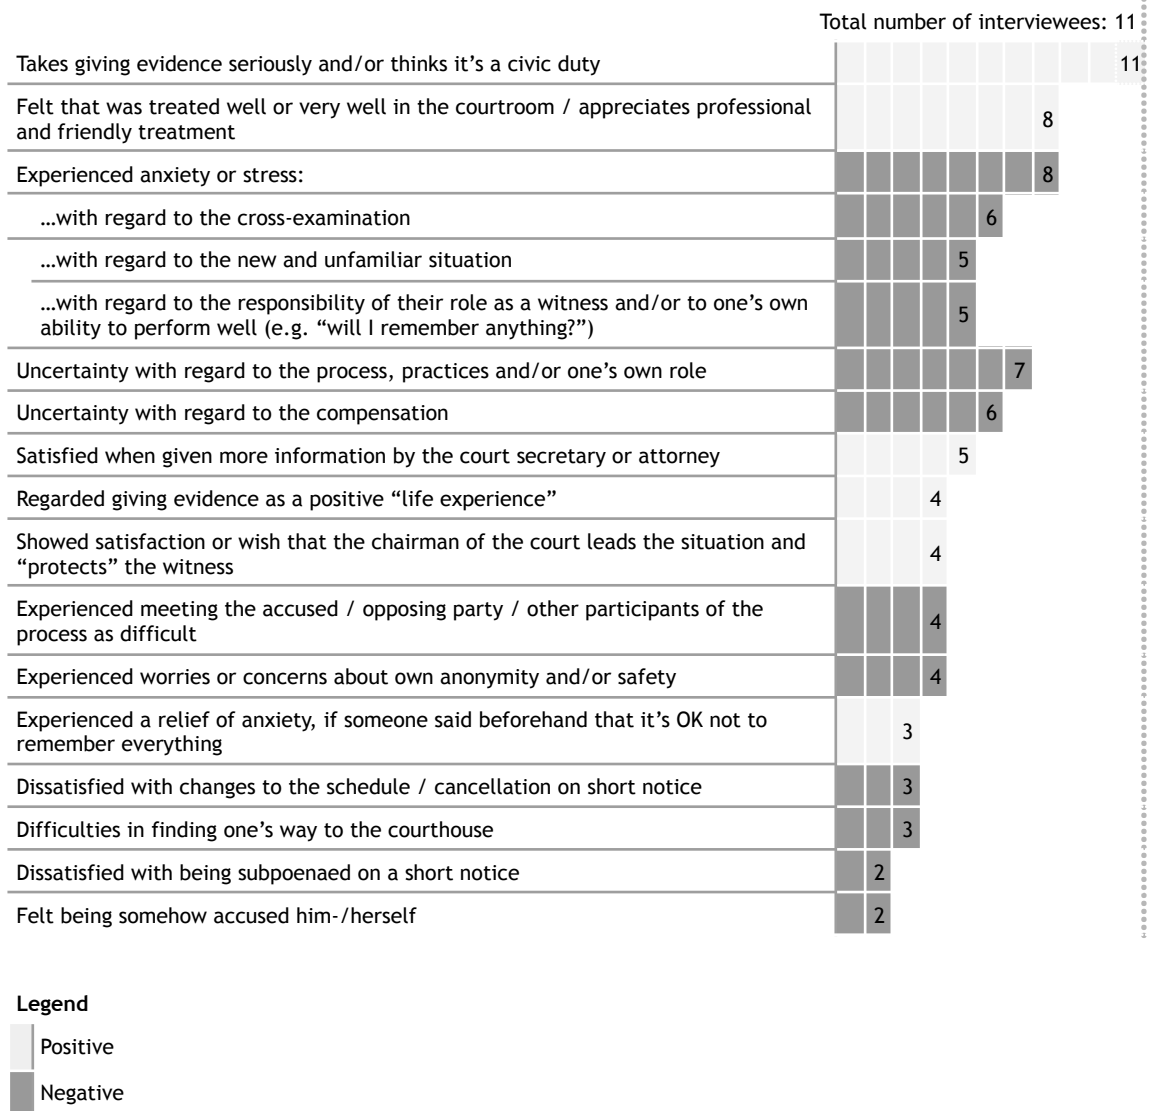 Total number of interviewees: 11
Takes giving evidence seriously and/or thinks it's a civic duty
11
Felt that was treated well or very well in the courtroom / appreciates professional
and friendly treatment
8
Experienced anxiety or stress:
8
…with regard to the cross-examination
6
…with regard to the new and unfamiliar situation
5
…with regard to the responsibility of their role as a witness and/or to one's own
ability to perform well (e.g. “will I remember anything?”)
5
Uncertainty with regard to the process, practices and/or one's own role
7
Uncertainty with regard to the compensation
6
Satisfied when given more information by the court secretary or attorney
5
Regarded giving evidence as a positive “life experience”
4
Showed satisfaction or wish that the chairman of the court leads the situation and
“protects” the witness
4
Experienced meeting the accused / opposing party / other participants of the
process as difficult
4
Experienced worries or concerns about own anonymity and/or safety
4
Experienced a relief of anxiety, if someone said beforehand that it's OK not to
remember everything
3
Dissatisfied with changes to the schedule / cancellation on short notice
3
Difficulties in finding one's way to the courthouse
3
Dissatisfied with being subpoenaed on a short notice
2
Felt being somehow accused him-/herself
2
Legend
Positive
Negative